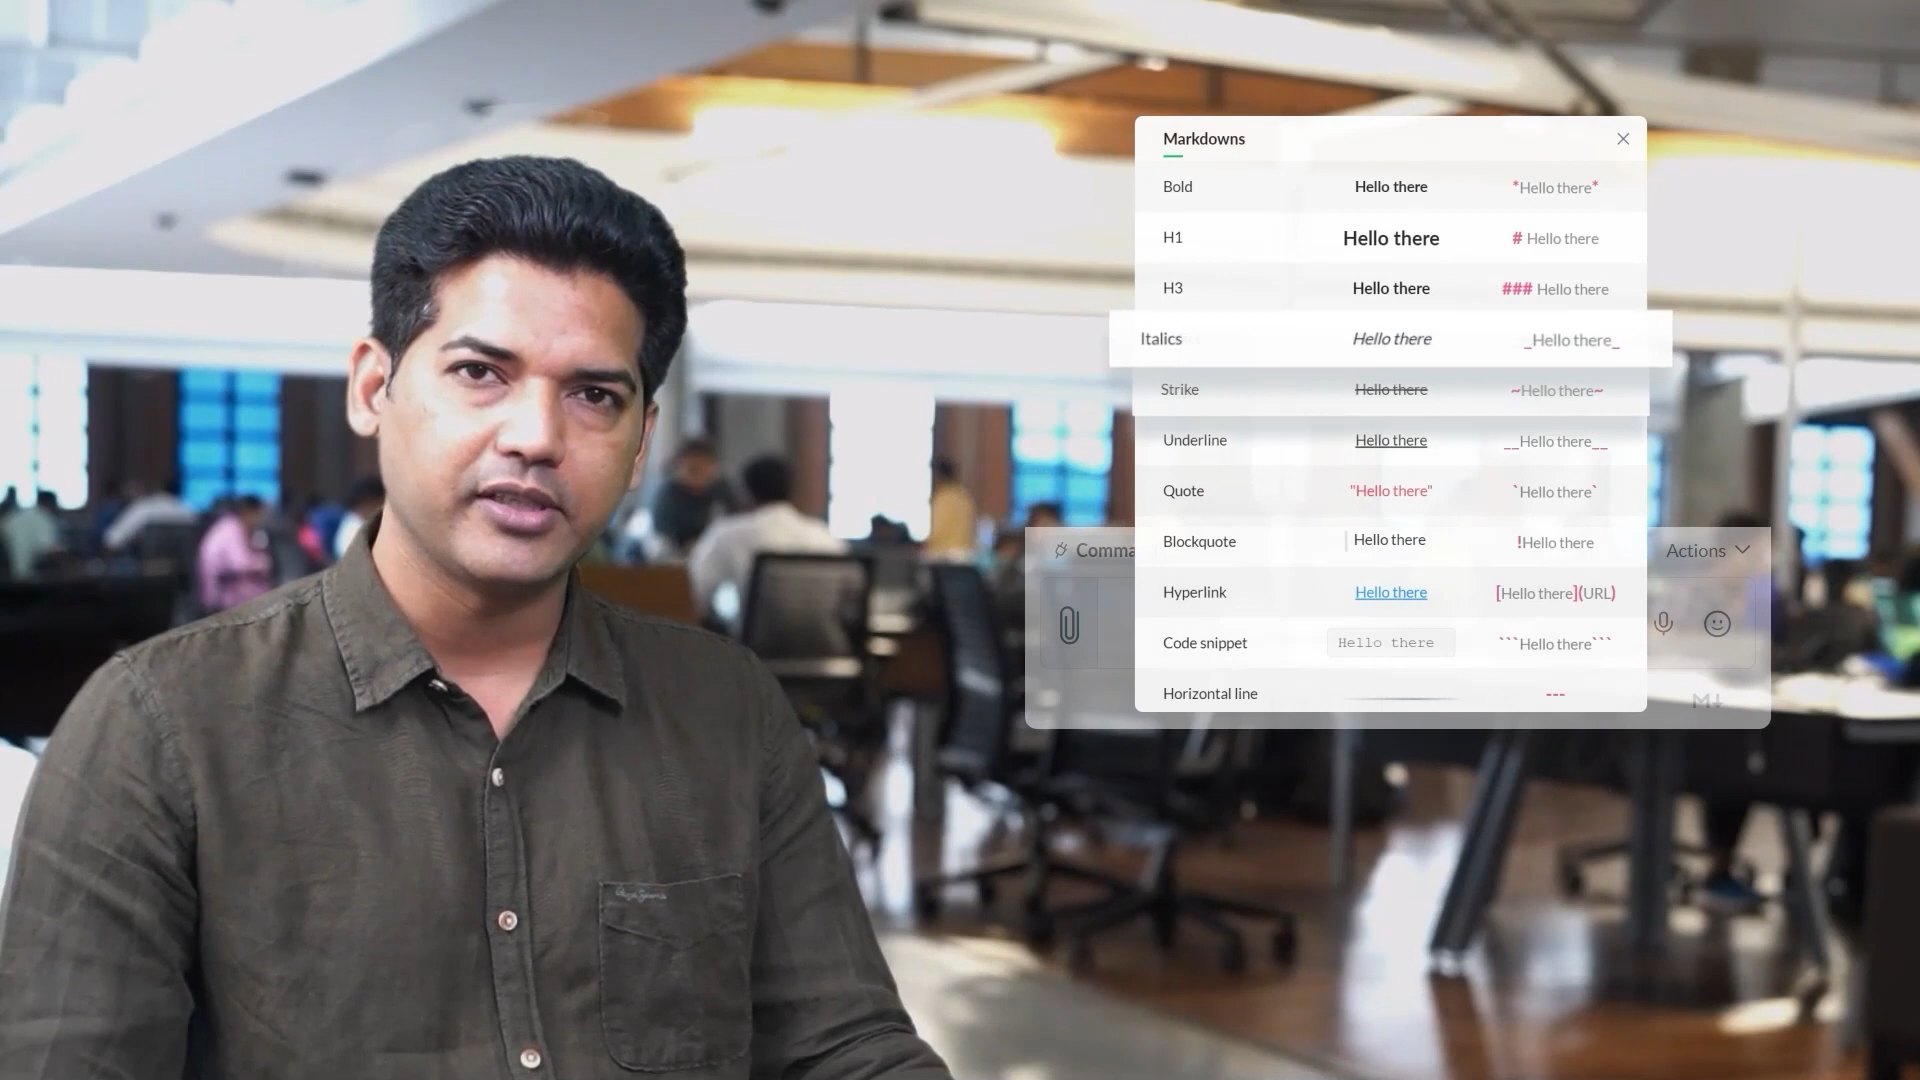 Markdowns
Bold Hello there *Hello there*
H1 Hello there # Hello there
H3 Hello there ### Hello there
Italics Hello there _Hello there_
Strike Hello there ~Hello there~
Underline Hello there __Hello there__
Quote "Hello there" `Hello there`
Blockquote Hello there !Hello there
Comma Actions
Hyperlink Hello there [Hello there](URL)
Code snippet Hello there ```Hello there```
Horizontal line ---
M↓